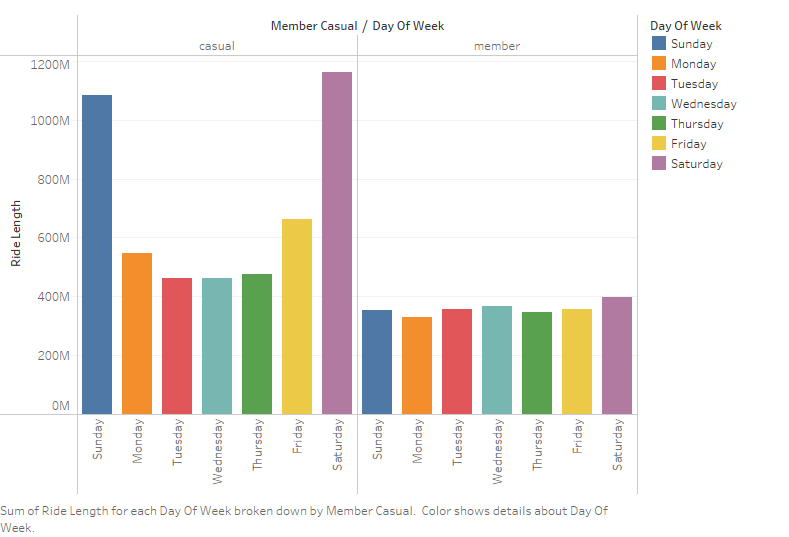 Member Casual / Day Of Week
casual
member
1200M
1000M
800M
600M
400M
200M
0M
Ride Length
Sunday
Monday
Tuesday
Wednesday
Thursday
Friday
Saturday
Sunday
Monday
Tuesday
Wednesday
Thursday
Friday
Saturday
Day Of Week
Sunday
Monday
Tuesday
Wednesday
Thursday
Friday
Saturday
Sum of Ride Length for each Day Of Week broken down by Member Casual. Color shows details about Day Of
Week.